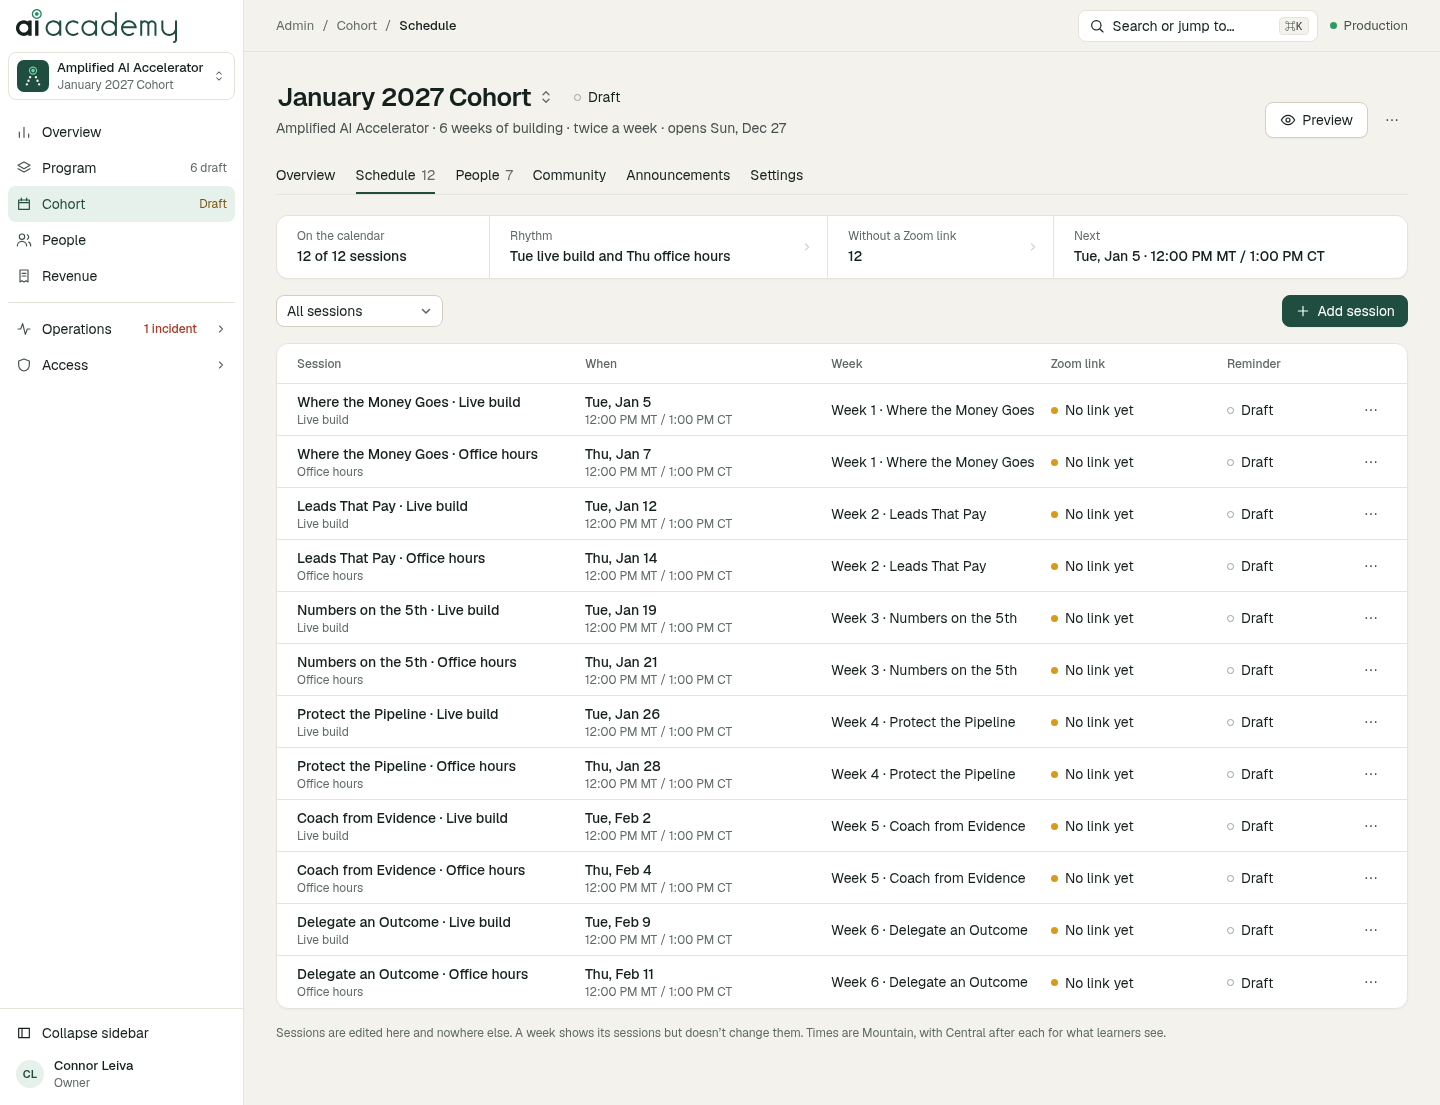 ai academy
Amplified AI Accelerator
January 2027 Cohort
Overview
Program 6 draft
Cohort Draft
People
Revenue
Operations 1 incident
Access
Collapse sidebar
CL
Connor Leiva
Owner
Admin / Cohort / Schedule
Search or jump to… ⌘K
Production
January 2027 Cohort
Draft
Amplified AI Accelerator · 6 weeks of building · twice a week · opens Sun, Dec 27
Preview
Overview Schedule 12 People 7 Community Announcements Settings
On the calendar
12 of 12 sessions
Rhythm
Tue live build and Thu office hours
Without a Zoom link
12
Next
Tue, Jan 5 · 12:00 PM MT / 1:00 PM CT
All sessions
Add session
Session When Week Zoom link Reminder
Where the Money Goes · Live build Tue, Jan 5 Week 1 · Where the Money Goes No link yet Draft
Live build 12:00 PM MT / 1:00 PM CT
Where the Money Goes · Office hours Thu, Jan 7 Week 1 · Where the Money Goes No link yet Draft
Office hours 12:00 PM MT / 1:00 PM CT
Leads That Pay · Live build Tue, Jan 12 Week 2 · Leads That Pay No link yet Draft
Live build 12:00 PM MT / 1:00 PM CT
Leads That Pay · Office hours Thu, Jan 14 Week 2 · Leads That Pay No link yet Draft
Office hours 12:00 PM MT / 1:00 PM CT
Numbers on the 5th · Live build Tue, Jan 19 Week 3 · Numbers on the 5th No link yet Draft
Live build 12:00 PM MT / 1:00 PM CT
Numbers on the 5th · Office hours Thu, Jan 21 Week 3 · Numbers on the 5th No link yet Draft
Office hours 12:00 PM MT / 1:00 PM CT
Protect the Pipeline · Live build Tue, Jan 26 Week 4 · Protect the Pipeline No link yet Draft
Live build 12:00 PM MT / 1:00 PM CT
Protect the Pipeline · Office hours Thu, Jan 28 Week 4 · Protect the Pipeline No link yet Draft
Office hours 12:00 PM MT / 1:00 PM CT
Coach from Evidence · Live build Tue, Feb 2 Week 5 · Coach from Evidence No link yet Draft
Live build 12:00 PM MT / 1:00 PM CT
Coach from Evidence · Office hours Thu, Feb 4 Week 5 · Coach from Evidence No link yet Draft
Office hours 12:00 PM MT / 1:00 PM CT
Delegate an Outcome · Live build Tue, Feb 9 Week 6 · Delegate an Outcome No link yet Draft
Live build 12:00 PM MT / 1:00 PM CT
Delegate an Outcome · Office hours Thu, Feb 11 Week 6 · Delegate an Outcome No link yet Draft
Office hours 12:00 PM MT / 1:00 PM CT
Sessions are edited here and nowhere else. A week shows its sessions but doesn’t change them. Times are Mountain, with Central after each for what learners see.